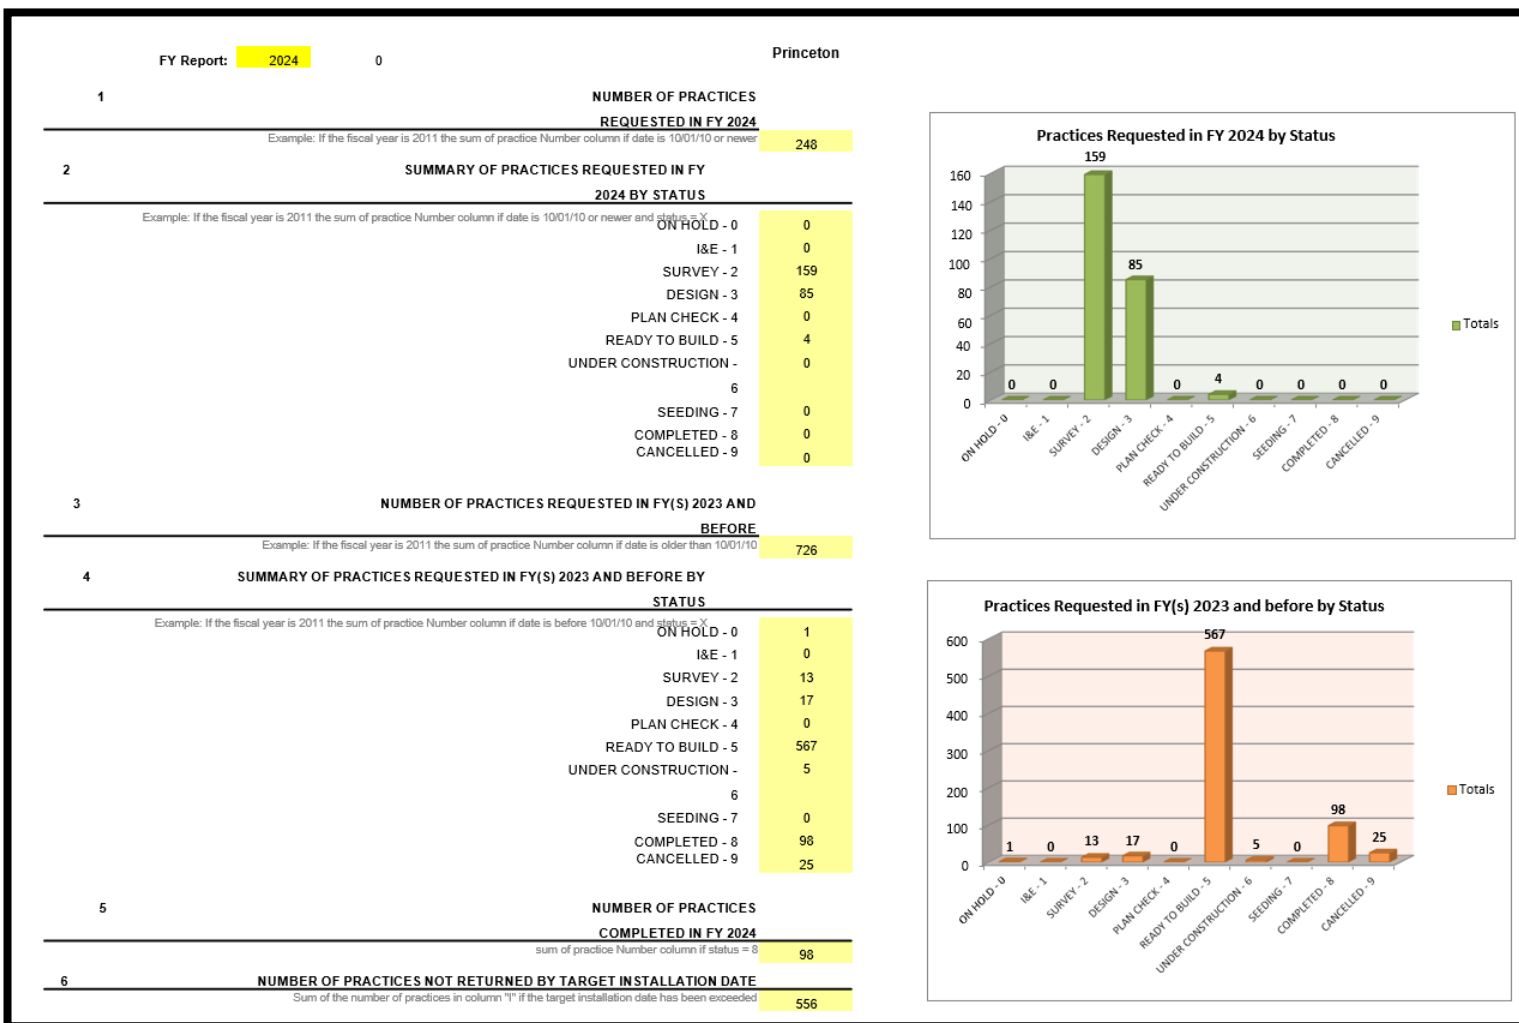 Princeton
FY Report: 2024 0
1 NUMBER OF PRACTICES
REQUESTED IN FY 2024
Example: If the fiscal year is 2011 the sum of practice Number column if date is 10/01/10 or newer 248
2 SUMMARY OF PRACTICES REQUESTED IN FY
2024 BY STATUS
Example: If the fiscal year is 2011 the sum of practice Number column if date is 10/01/10 or newer and status = X
ON HOLD - 0 0
I&E - 1 0
SURVEY - 2 159
DESIGN - 3 85
PLAN CHECK - 4 0
READY TO BUILD - 5 4
UNDER CONSTRUCTION - 0
6
SEEDING - 7 0
COMPLETED - 8 0
CANCELLED - 9 0
3 NUMBER OF PRACTICES REQUESTED IN FY(S) 2023 AND
BEFORE
Example: If the fiscal year is 2011 the sum of practice Number column if date is older than 10/01/10 726
4 SUMMARY OF PRACTICES REQUESTED IN FY(S) 2023 AND BEFORE BY
STATUS
Example: If the fiscal year is 2011 the sum of practice Number column if date is before 10/01/10 and status = X
ON HOLD - 0 1
I&E - 1 0
SURVEY - 2 13
DESIGN - 3 17
PLAN CHECK - 4 0
READY TO BUILD - 5 567
UNDER CONSTRUCTION - 5
6
SEEDING - 7 0
COMPLETED - 8 98
CANCELLED - 9 25
5 NUMBER OF PRACTICES
COMPLETED IN FY 2024
sum of practice Number column if status = 8 98
6 NUMBER OF PRACTICES NOT RETURNED BY TARGET INSTALLATION DATE
Sum of the number of practices in column "I" if the target installation date has been exceeded 556
Practices Requested in FY 2024 by Status
160
140
120
100
80
60
40
20
0
0 0 159 85 0 4 0 0 0 0
ON HOLD - 0
I&E - 1
SURVEY - 2
DESIGN - 3
PLAN CHECK - 4
READY TO BUILD - 5
UNDER CONSTRUCTION - 6
SEEDING - 7
COMPLETED - 8
CANCELLED - 9
Totals
Practices Requested in FY(s) 2023 and before by Status
600
500
400
300
200
100
0
1 0 13 17 0 567 5 0 98 25
ON HOLD - 0
I&E - 1
SURVEY - 2
DESIGN - 3
PLAN CHECK - 4
READY TO BUILD - 5
UNDER CONSTRUCTION - 6
SEEDING - 7
COMPLETED - 8
CANCELLED - 9
Totals